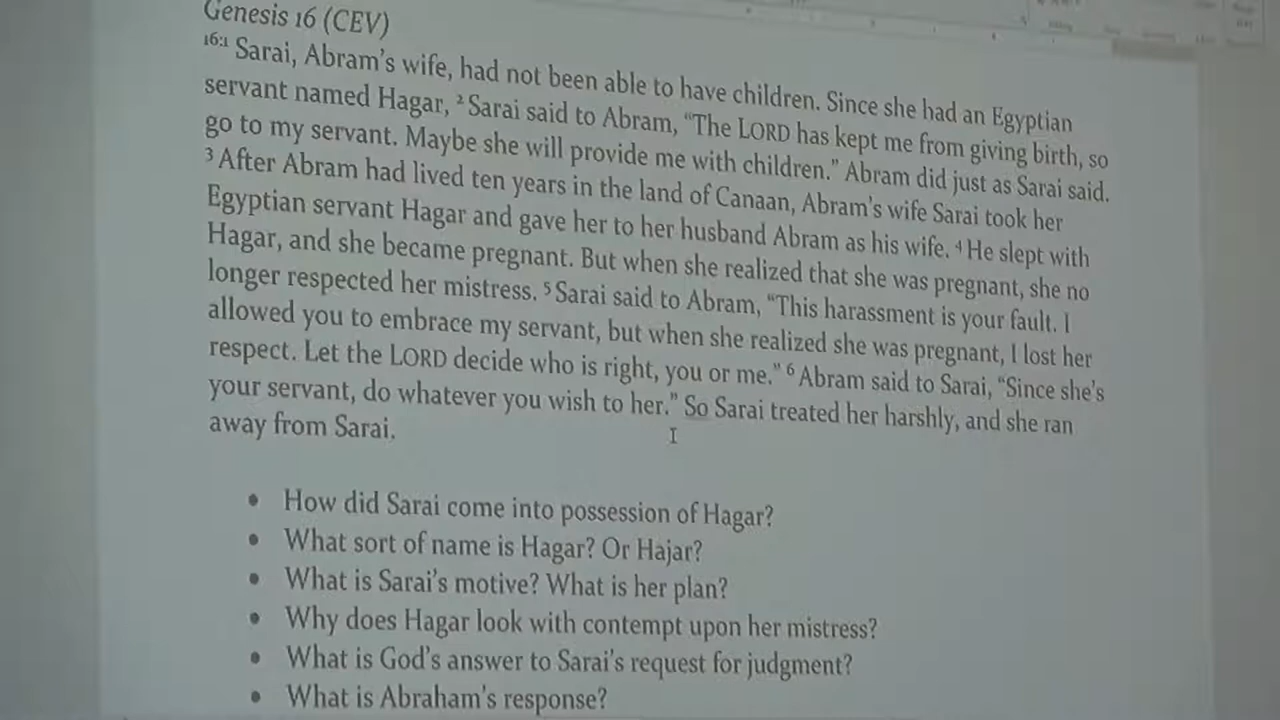 Genesis 16 (CEV)
16:1 Sarai, Abram's wife, had not been able to have children. Since she had an Egyptian
servant named Hagar, 2 Sarai said to Abram, “The LORD has kept me from giving birth, so
go to my servant. Maybe she will provide me with children.” Abram did just as Sarai said.
3 After Abram had lived ten years in the land of Canaan, Abram's wife Sarai took her
Egyptian servant Hagar and gave her to her husband Abram as his wife. 4 He slept with
Hagar, and she became pregnant. But when she realized that she was pregnant, she no
longer respected her mistress. 5 Sarai said to Abram, “This harassment is your fault. I
allowed you to embrace my servant, but when she realized she was pregnant, I lost her
respect. Let the LORD decide who is right, you or me.” 6 Abram said to Sarai, “Since she's
your servant, do whatever you wish to her.” So Sarai treated her harshly, and she ran
away from Sarai.
• How did Sarai come into possession of Hagar?
• What sort of name is Hagar? Or Hajar?
• What is Sarai's motive? What is her plan?
• Why does Hagar look with contempt upon her mistress?
• What is God's answer to Sarai's request for judgment?
• What is Abraham's response?